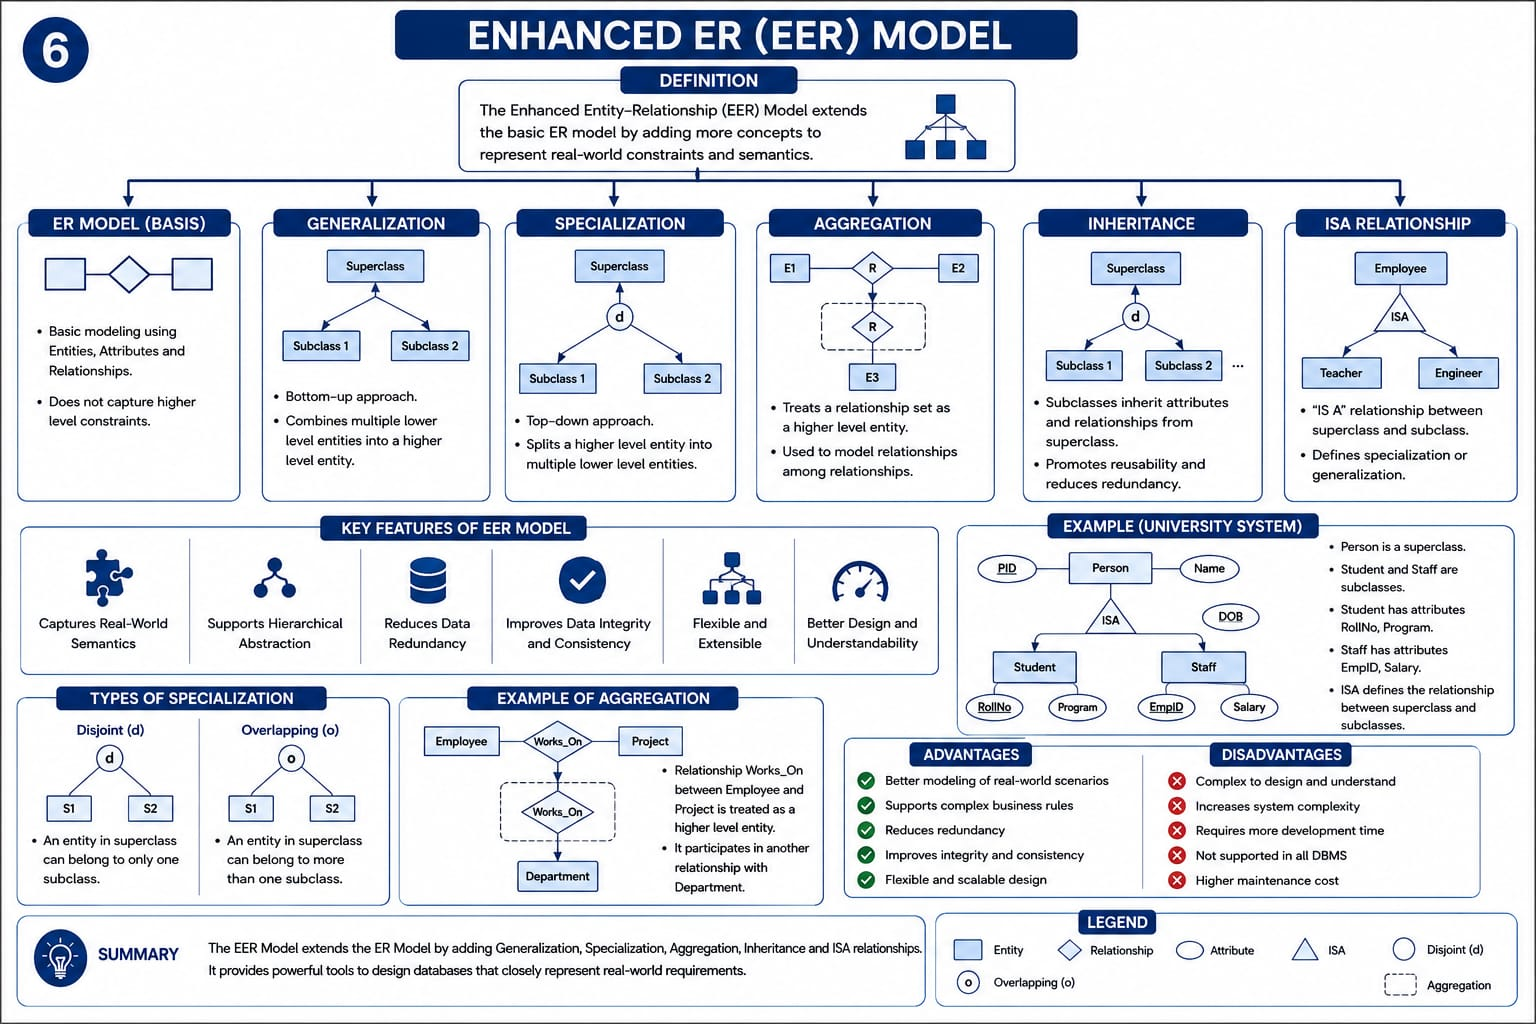 6
ENHANCED ER (EER) MODEL
DEFINITION
The Enhanced Entity–Relationship (EER) Model extends
the basic ER model by adding more concepts to
represent real-world constraints and semantics.
ER MODEL (BASIS)
• Basic modeling using
Entities, Attributes and
Relationships.
• Does not capture higher
level constraints.
GENERALIZATION
Superclass
Subclass 1
Subclass 2
• Bottom-up approach.
• Combines multiple lower
level entities into a higher
level entity.
SPECIALIZATION
Superclass
d
Subclass 1
Subclass 2
• Top-down approach.
• Splits a higher level entity into
multiple lower level entities.
AGGREGATION
E1
R
E2
R
E3
• Treats a relationship set as
a higher level entity.
• Used to model relationships
among relationships.
INHERITANCE
Superclass
d
Subclass 1
Subclass 2
...
• Subclasses inherit attributes
and relationships from
superclass.
• Promotes reusability and
reduces redundancy.
ISA RELATIONSHIP
Employee
ISA
Teacher
Engineer
• “IS A” relationship between
superclass and subclass.
• Defines specialization or
generalization.
KEY FEATURES OF EER MODEL
Captures Real-World
Semantics
Supports Hierarchical
Abstraction
Reduces Data
Redundancy
Improves Data Integrity
and Consistency
Flexible and
Extensible
Better Design and
Understandability
EXAMPLE (UNIVERSITY SYSTEM)
PID
Person
Name
ISA
DOB
Student
Staff
RollNo
Program
EmpID
Salary
• Person is a superclass.
• Student and Staff are
subclasses.
• Student has attributes
RollNo, Program.
• Staff has attributes
EmpID, Salary.
• ISA defines the relationship
between superclass and
subclasses.
TYPES OF SPECIALIZATION
Disjoint (d)
d
S1
S2
• An entity in superclass
can belong to only one
subclass.
Overlapping (o)
o
S1
S2
• An entity in superclass
can belong to more
than one subclass.
EXAMPLE OF AGGREGATION
Employee
Works_On
Project
Works_On
Department
• Relationship Works_On
between Employee and
Project is treated as a
higher level entity.
• It participates in another
relationship with
Department.
ADVANTAGES
Better modeling of real-world scenarios
Supports complex business rules
Reduces redundancy
Improves integrity and consistency
Flexible and scalable design
DISADVANTAGES
Complex to design and understand
Increases system complexity
Requires more development time
Not supported in all DBMS
Higher maintenance cost
SUMMARY
The EER Model extends the ER Model by adding Generalization, Specialization, Aggregation, Inheritance and ISA relationships.
It provides powerful tools to design databases that closely represent real-world requirements.
LEGEND
Entity
Relationship
Attribute
ISA
Disjoint (d)
o
Overlapping (o)
Aggregation